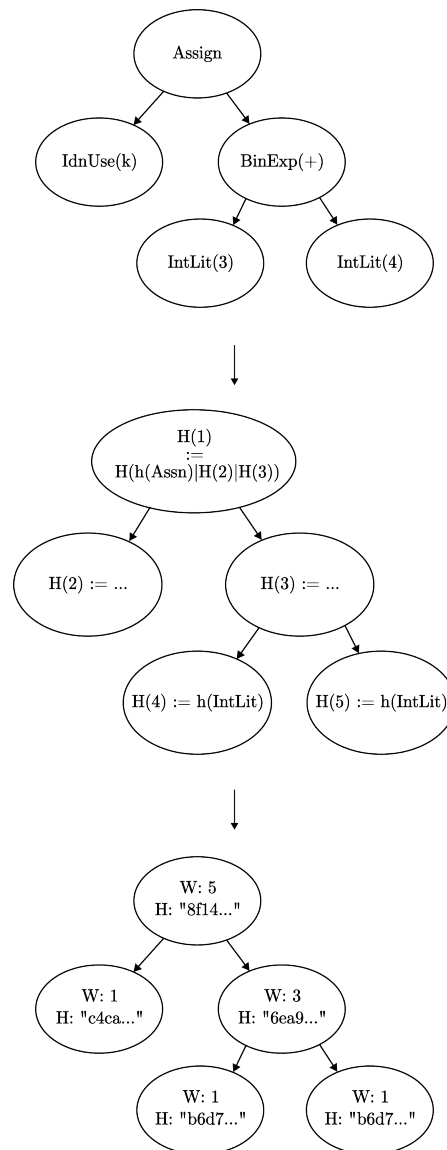 Assign
IdnUse(k)
BinExp(+)
IntLit(3)
IntLit(4)
H(1)
:=
H(h(Assn)|H(2)|H(3))
H(2) := ...
H(3) := ...
H(4) := h(IntLit)
H(5) := h(IntLit)
W: 5
H: "8f14..."
W: 1
H: "c4ca..."
W: 3
H: "6ea9..."
W: 1
H: "b6d7..."
W: 1
H: "b6d7..."